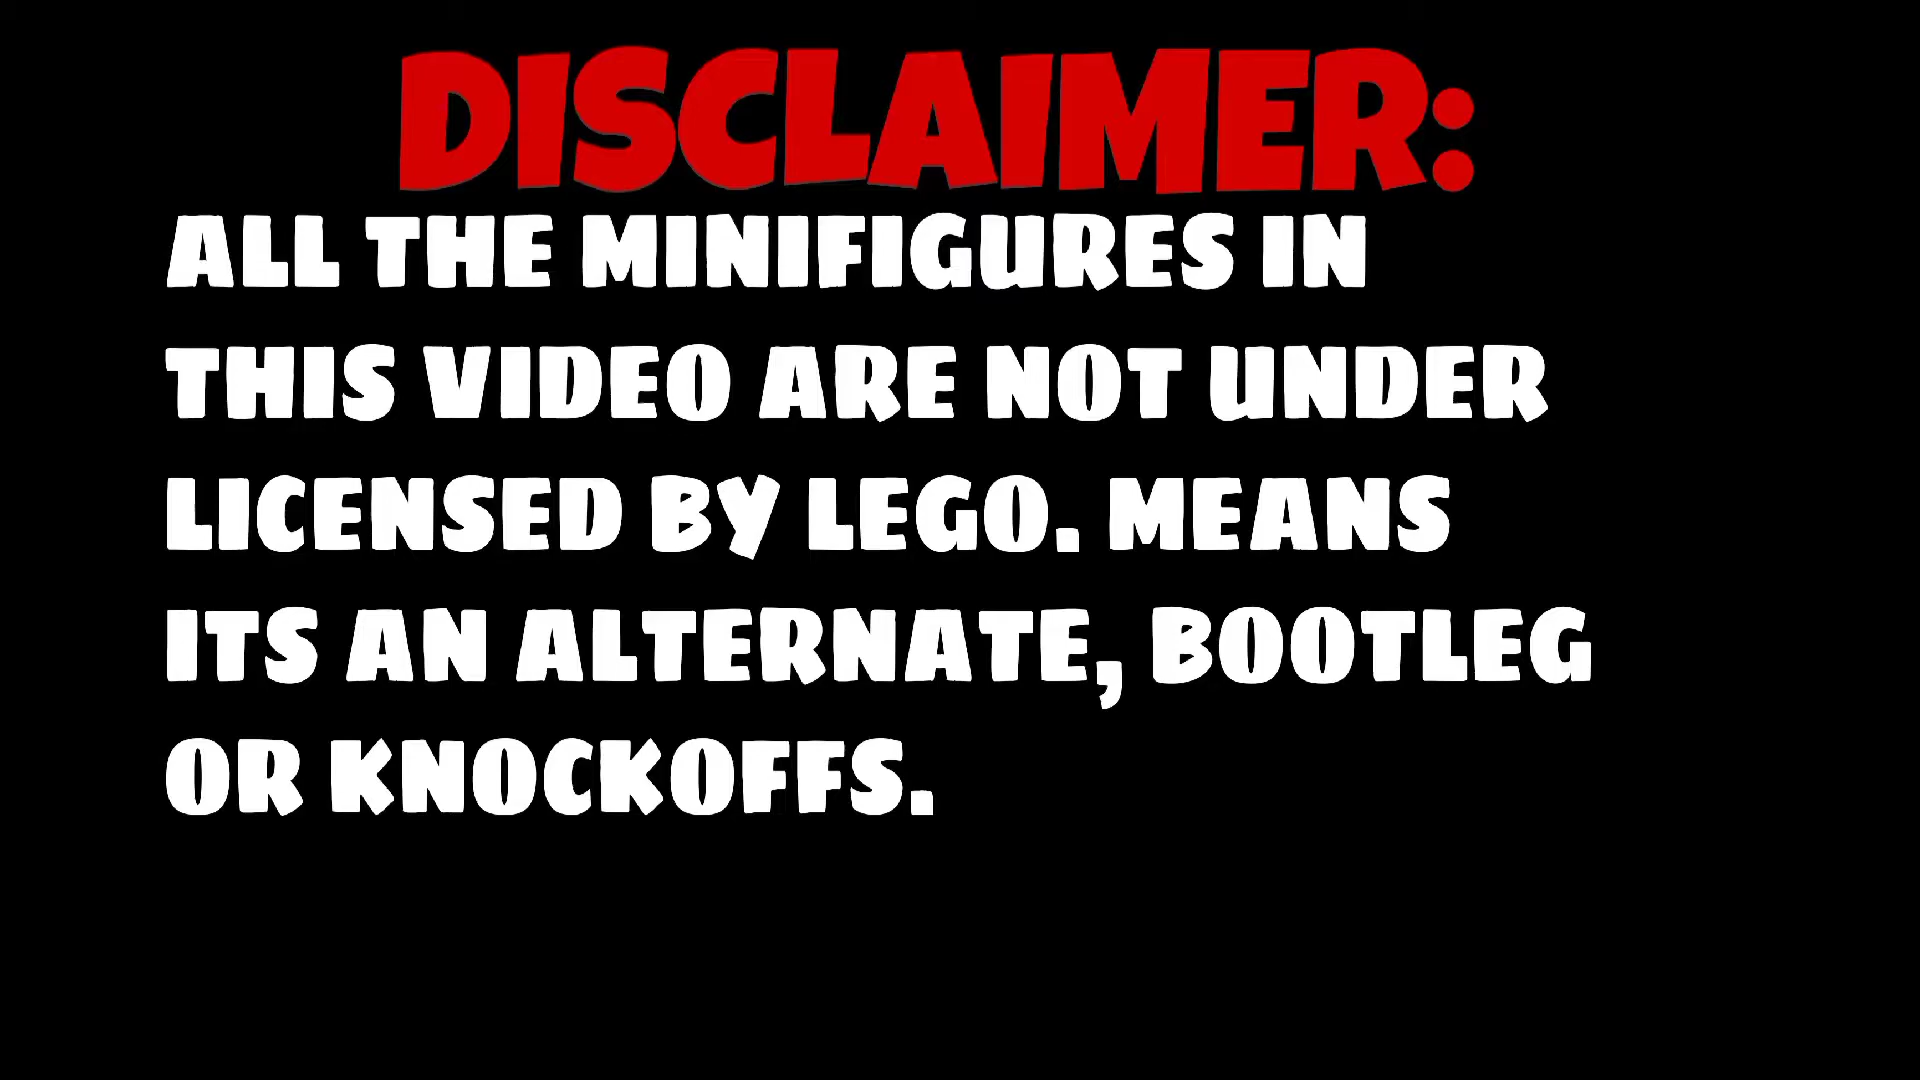 DISCLAIMER:
ALL THE MINIFIGURES IN
THIS VIDEO ARE NOT UNDER
LICENSED BY LEGO. MEANS
ITS AN ALTERNATE, BOOTLEG
OR KNOCKOFFS.